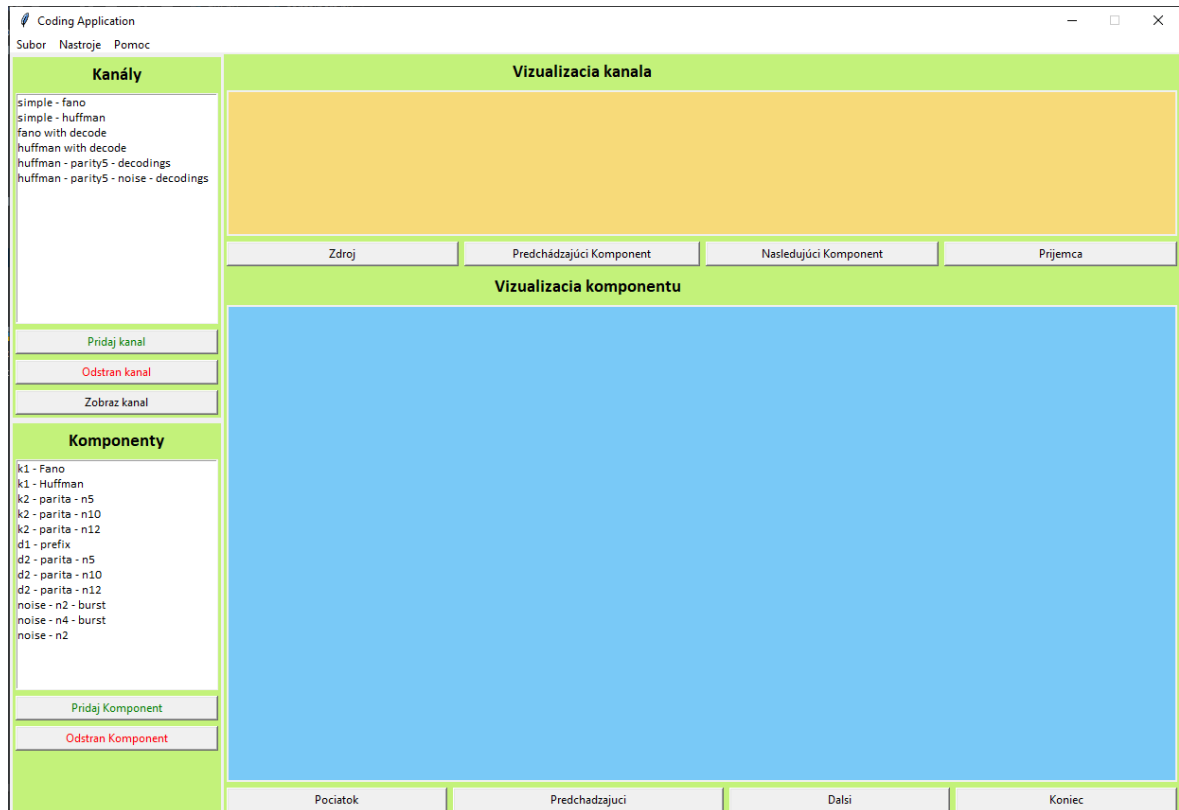 Coding Application
Subor Nastroje Pomoc
Kanály
simple - fano
simple - huffman
fano with decode
huffman with decode
huffman - parity5 - decodings
huffman - parity5 - noise - decodings
Pridaj kanal
Odstran kanal
Zobraz kanal
Komponenty
k1 - Fano
k1 - Huffman
k2 - parita - n5
k2 - parita - n10
k2 - parita - n12
d1 - prefix
d2 - parita - n5
d2 - parita - n10
d2 - parita - n12
noise - n2 - burst
noise - n4 - burst
noise - n2
Pridaj Komponent
Odstran Komponent
Vizualizacia kanala
Zdroj Predchádzajúci Komponent Nasledujúci Komponent Prijemca
Vizualizacia komponentu
Pociatok Predchadzajuci Dalsi Koniec